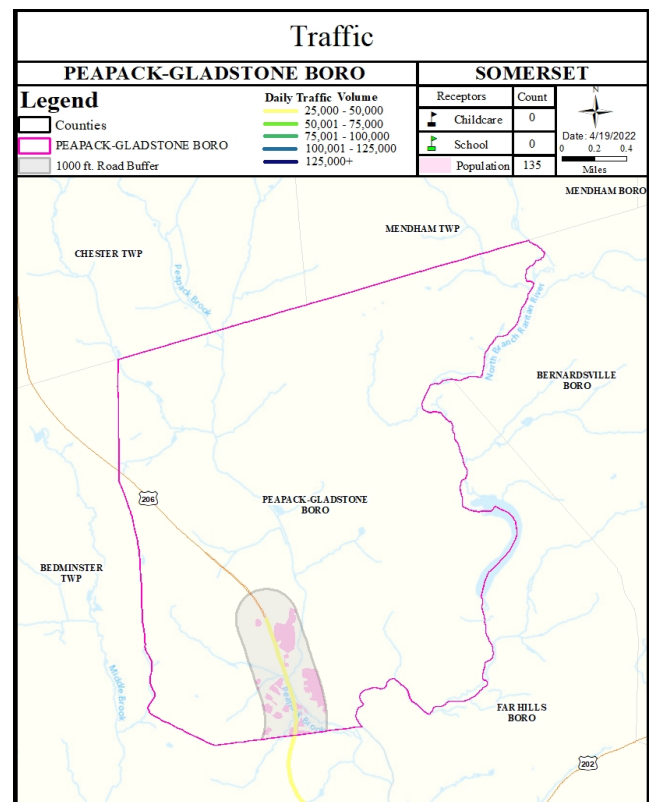 Traffic
PEAPACK-GLADSTONE BORO
SOMERSET
Legend
Counties
PEAPACK-GLADSTONE BORO
1000 ft. Road Buffer
Daily Traffic Volume
25,000 - 50,000
50,001 - 75,000
75,001 - 100,000
100,001 - 125,000
125,000+
Receptors Count
Childcare 0
School 0
Population 135
N
Date: 4/19/2022
0 0.2 0.4
Miles
MENDHAM BORO
MENDHAM TWP
CHESTER TWP
Peapack Brook
North Branch Raritan River
BERNARDSVILLE
BORO
206
PEAPACK-GLADSTONE
BORO
BEDMINSTER
TWP
Middle Brook
Peapack Brook
FAR HILLS
BORO
202